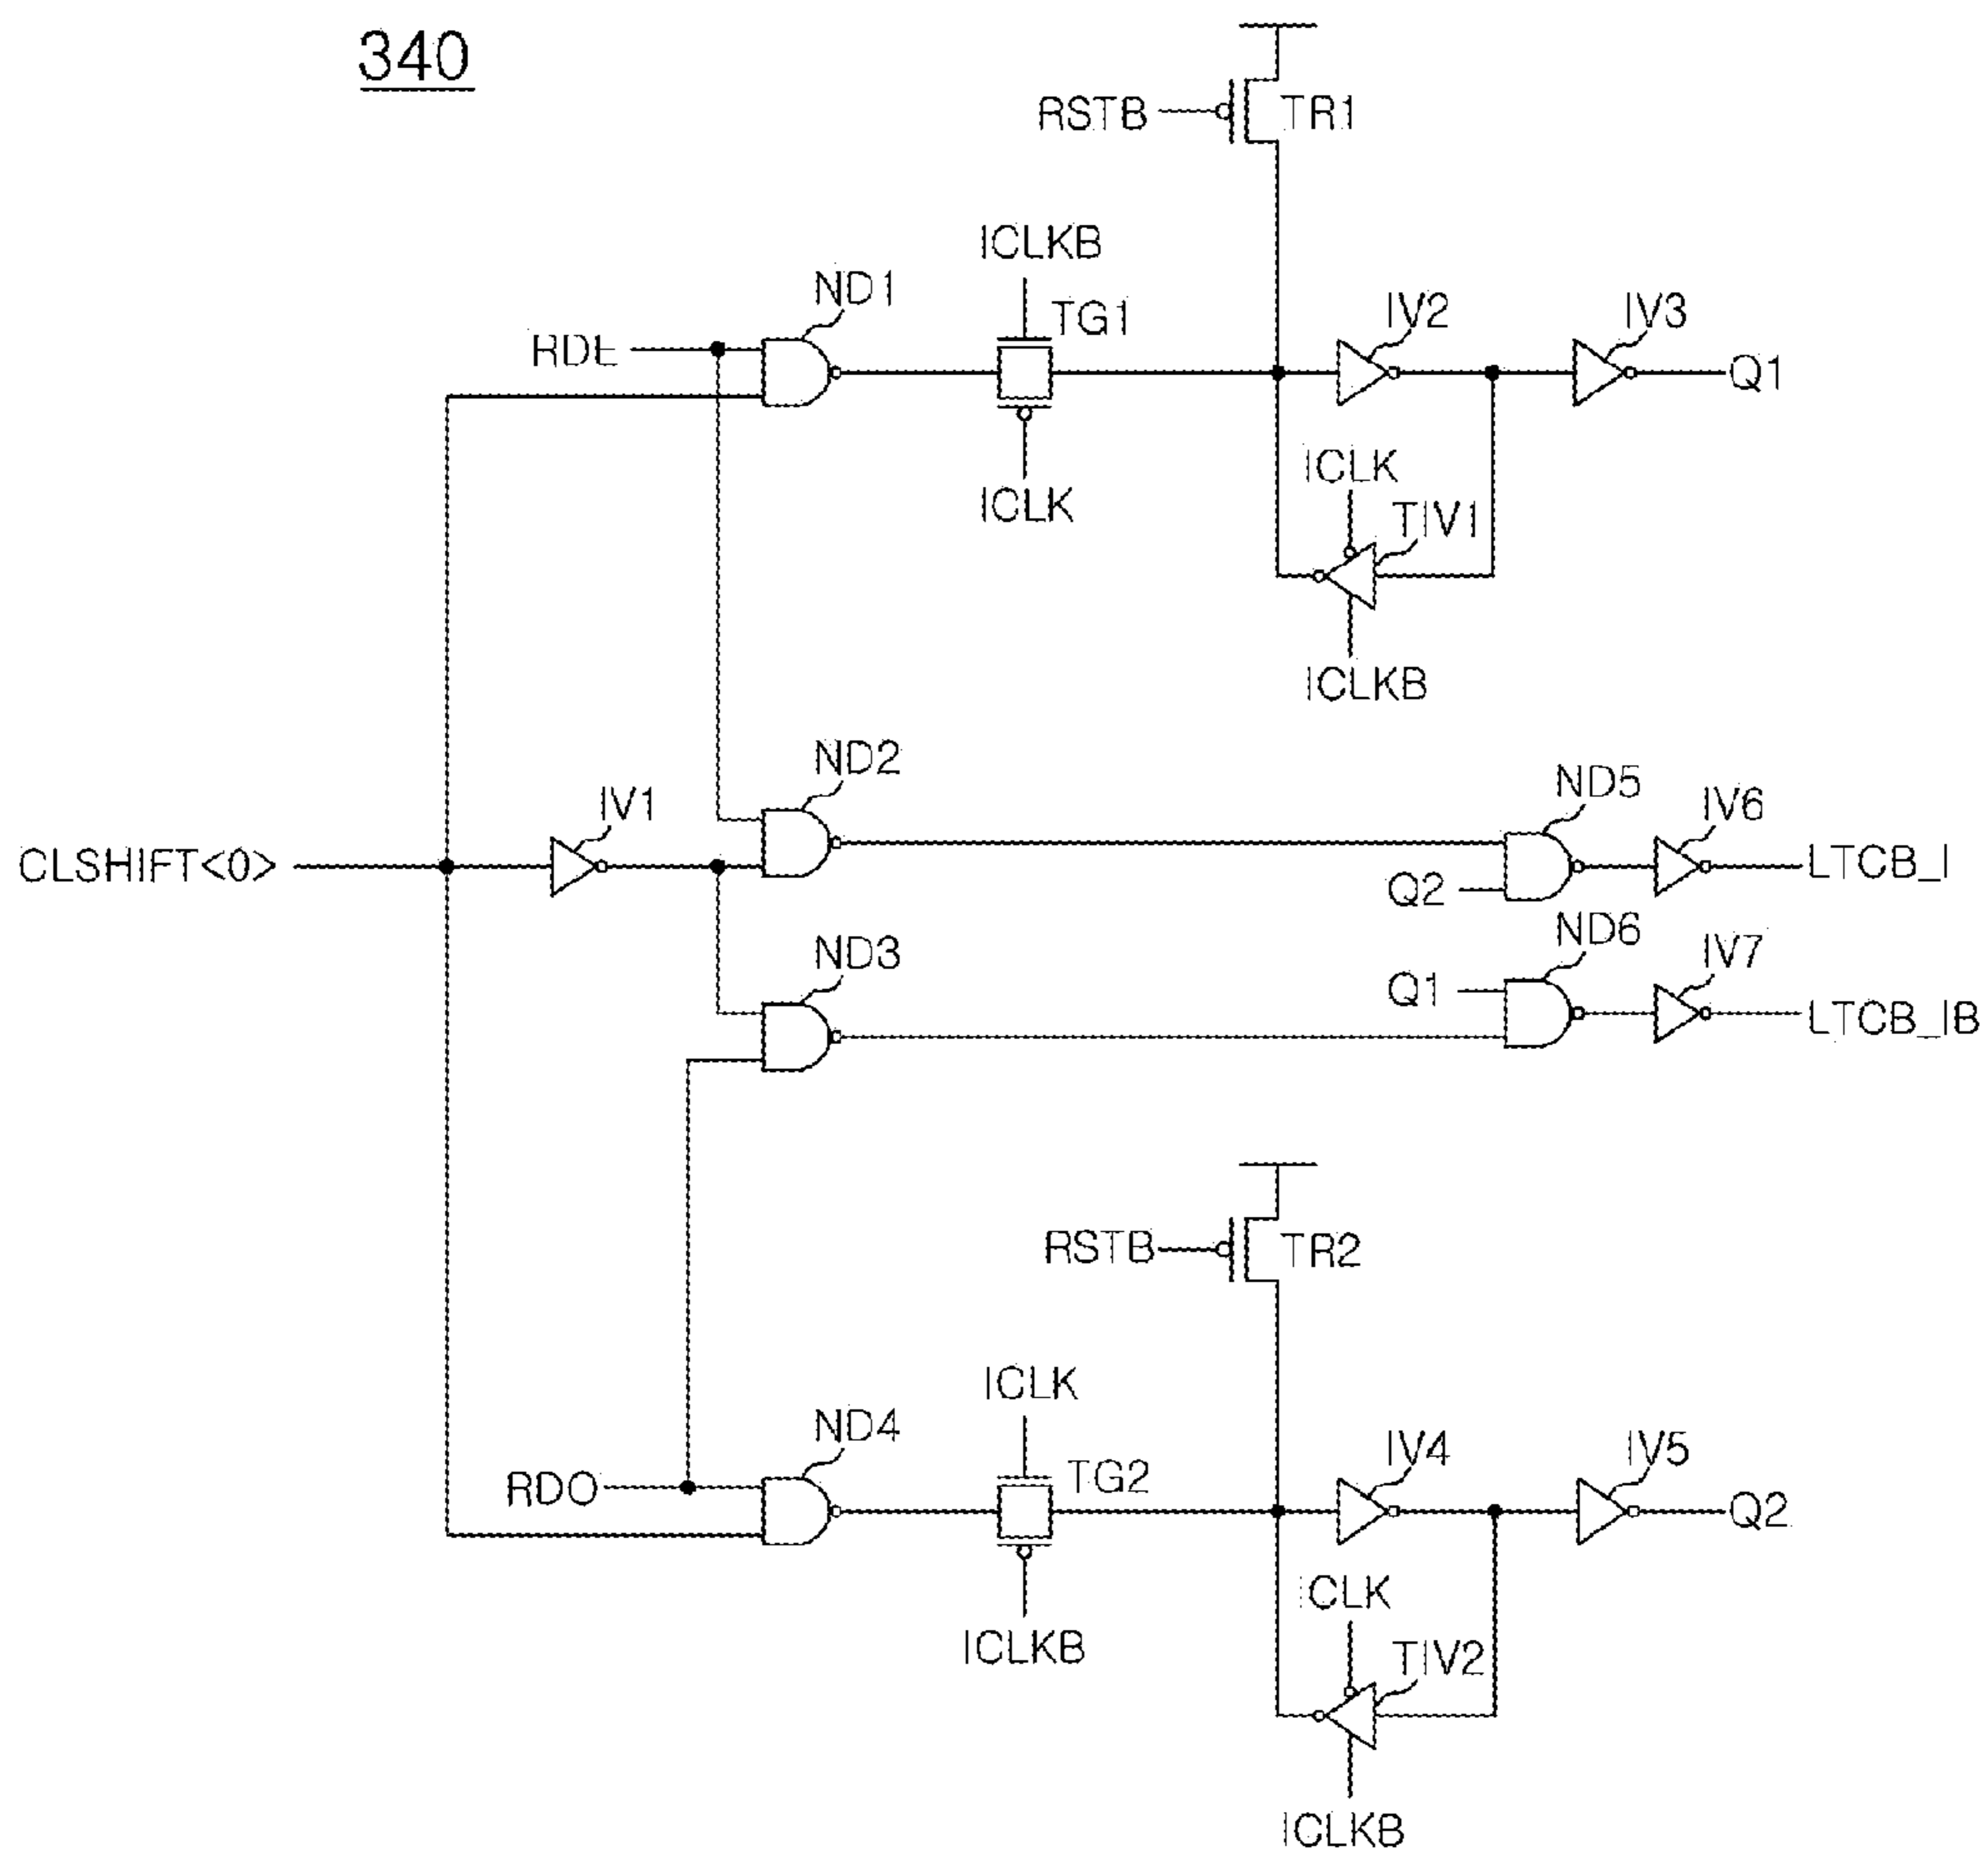 340
RSTB
TR1
ICLKB
ND1
TG1
IV2
IV3
RDE
Q1
ICLK
ICLK
TIV1
ICLKB
ND2
ND5
IV1
IV6
CLSHIFT<0>
LTCB_I
Q2
ND6
ND3
IV7
Q1
LTCB_IB
RSTB
TR2
ICLK
ND4
TG2
IV4
IV5
RDO
Q2
ICLK
ICLKB
TIV2
ICLKB